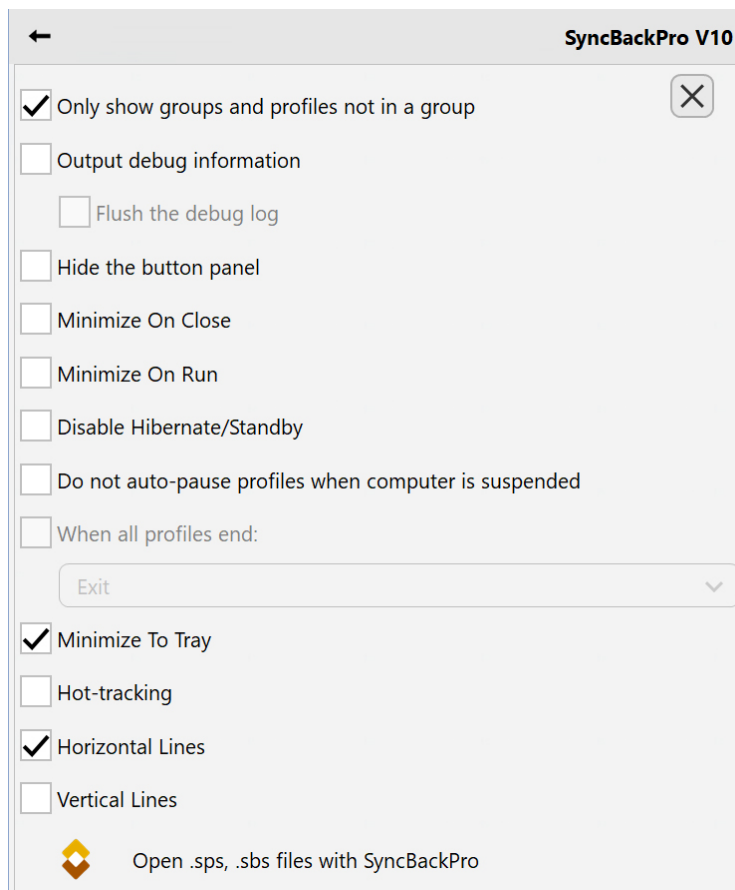 SyncBackPro V10
Only show groups and profiles not in a group
Output debug information
Flush the debug log
Hide the button panel
Minimize On Close
Minimize On Run
Disable Hibernate/Standby
Do not auto-pause profiles when computer is suspended
When all profiles end:
Exit
Minimize To Tray
Hot-tracking
Horizontal Lines
Vertical Lines
Open .sps, .sbs files with SyncBackPro